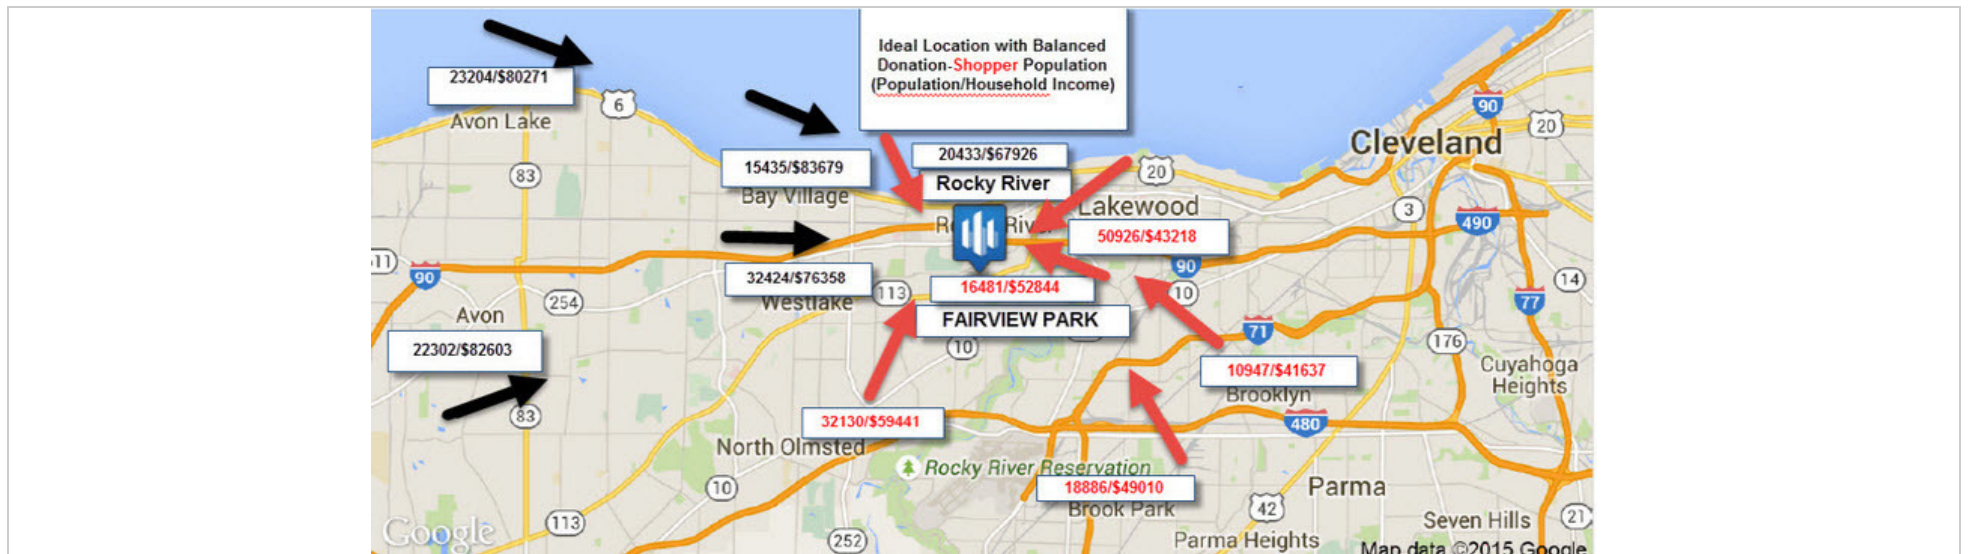 Ideal Location with Balanced
Donation-Shopper Population
(Population/Household Income)
23204/$80271
6
90
Avon Lake
20
Cleveland
83
15435/$83679
20433/$67926
Rocky River
20
Bay Village
Lakewood
3
490
50926/$43218
90
90
32424/$76358
16481/$52844
10
14
254
Westlake
113
77
Avon
FAIRVIEW PARK
71
22302/$82603
10
176
10947/$41637
Cuyahoga
Heights
Brooklyn
83
32130/$59441
480
North Olmsted
Rocky River Reservation
10
18886/$49010
Parma
Brook Park
42
Google
113
252
Parma Heights
Seven Hills
21
Map data ©2015 Google